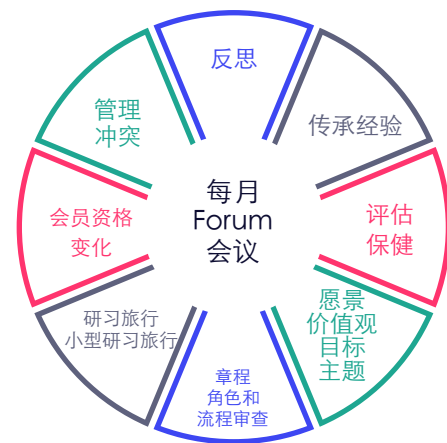 反思
传承经验
评估
保健
愿景
价值观
目标
主题
章程
角色和
流程审查
研习旅行
小型研习旅行
会员资格
变化
管理
冲突
每月
Forum
会议